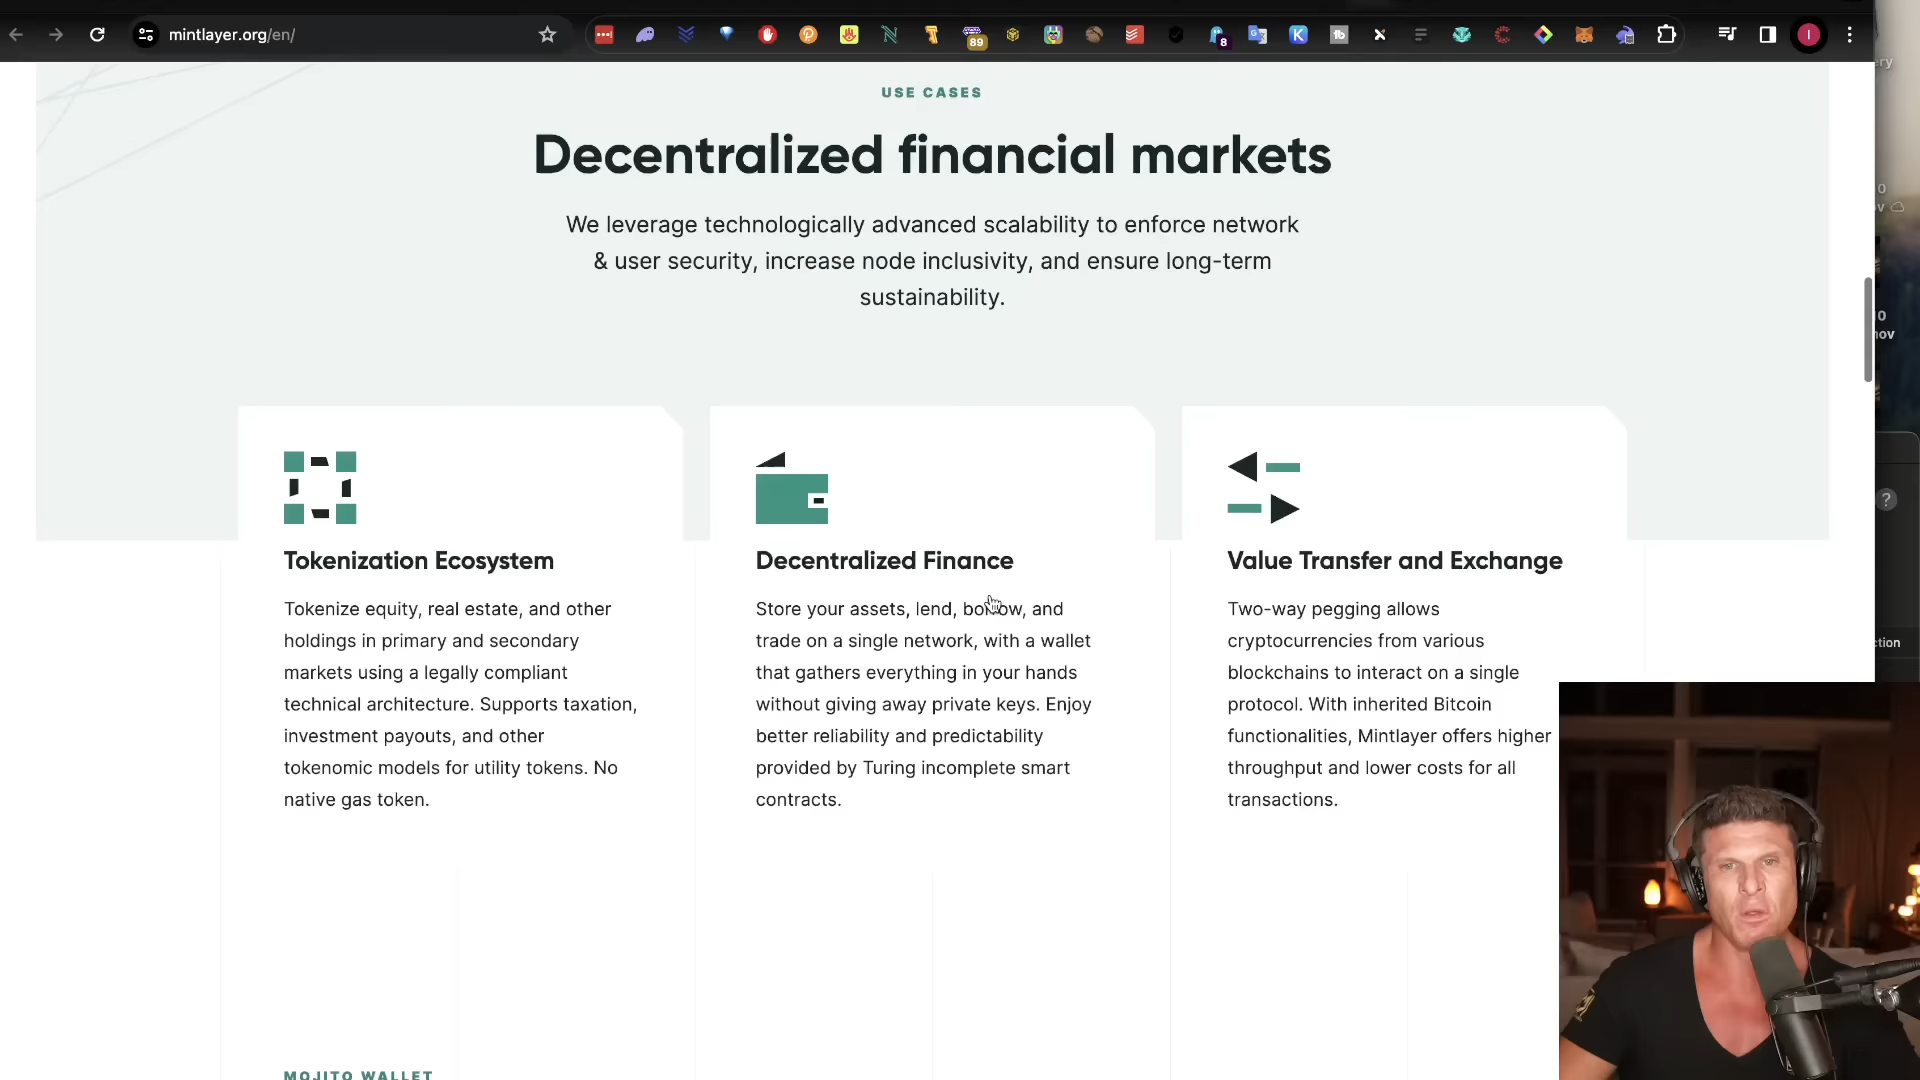 mintlayer.org/en/
89
8
USE CASES
Decentralized financial markets
We leverage technologically advanced scalability to enforce network
& user security, increase node inclusivity, and ensure long-term
sustainability.
Tokenization Ecosystem
Tokenize equity, real estate, and other
holdings in primary and secondary
markets using a legally compliant
technical architecture. Supports taxation,
investment payouts, and other
tokenomic models for utility tokens. No
native gas token.
Decentralized Finance
Store your assets, lend, borrow, and
trade on a single network, with a wallet
that gathers everything in your hands
without giving away private keys. Enjoy
better reliability and predictability
provided by Turing incomplete smart
contracts.
Value Transfer and Exchange
Two-way pegging allows
cryptocurrencies from various
blockchains to interact on a single
protocol. With inherited Bitcoin
functionalities, Mintlayer offers higher
throughput and lower costs for all
transactions.
MOJITO WALLET